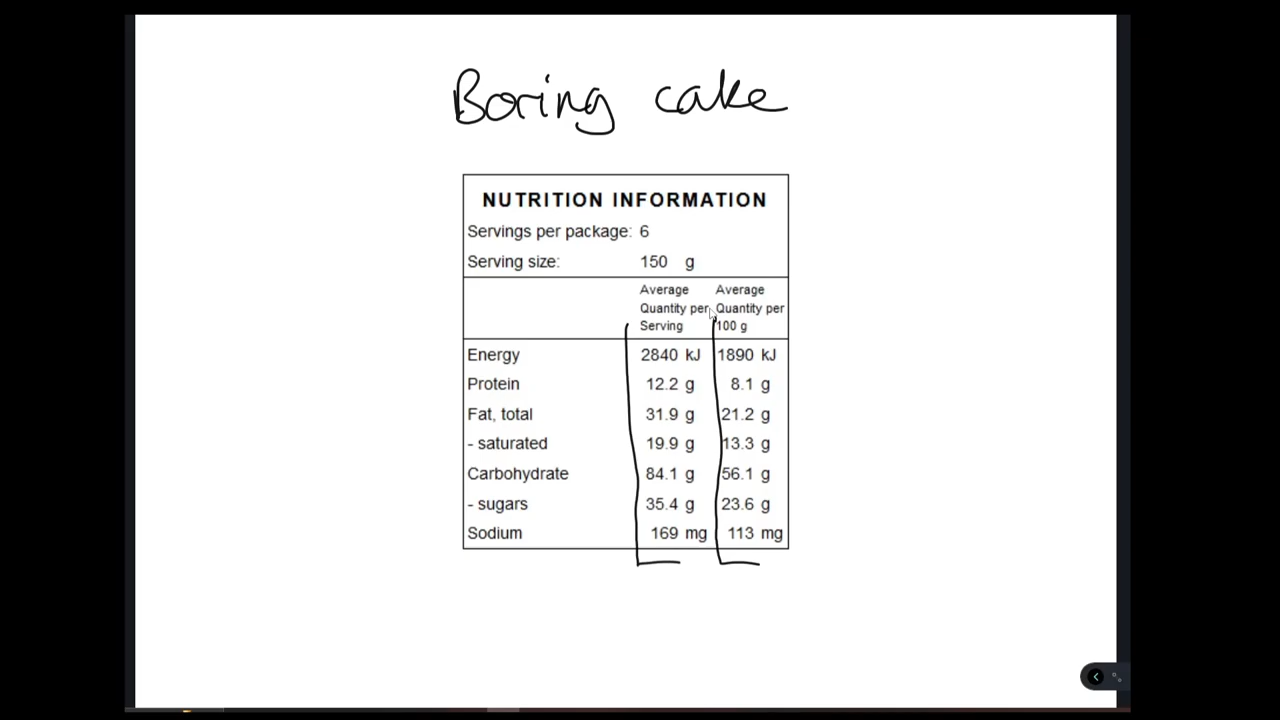 Boring cake
NUTRITION INFORMATION
Servings per package: 6
Serving size: 150 g
Average Quantity per Serving Average Quantity per 100 g
Energy 2840 kJ 1890 kJ
Protein 12.2 g 8.1 g
Fat, total 31.9 g 21.2 g
- saturated 19.9 g 13.3 g
Carbohydrate 84.1 g 56.1 g
- sugars 35.4 g 23.6 g
Sodium 169 mg 113 mg